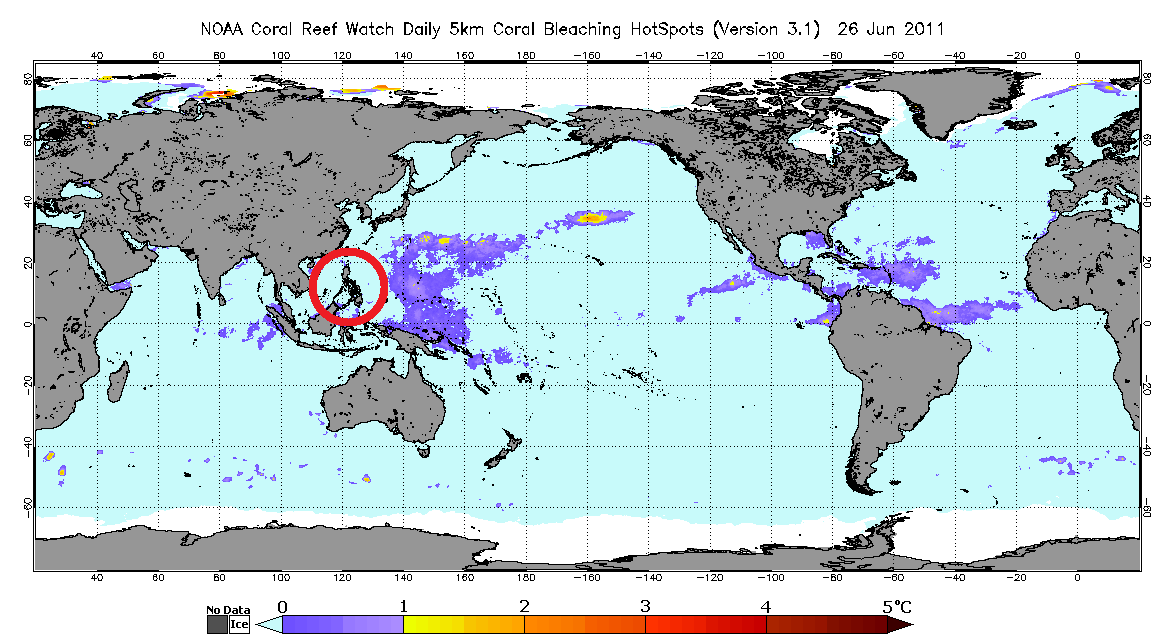 NOAA Coral Reef Watch Daily 5km Coral Bleaching HotSpots (Version 3.1) 26 Jun 2011
40 60 80 100 120 140 160 180 -160 -140 -120 -100 -80 -60 -40 -20 0
80 80
60 60
40 40
20 20
0 0
-20 -20
-40 -40
-60 -60
40 60 80 100 120 140 160 180 -160 -140 -120 -100 -80 -60 -40 -20 0
No Data 0 1 2 3 4 5°C
Ice